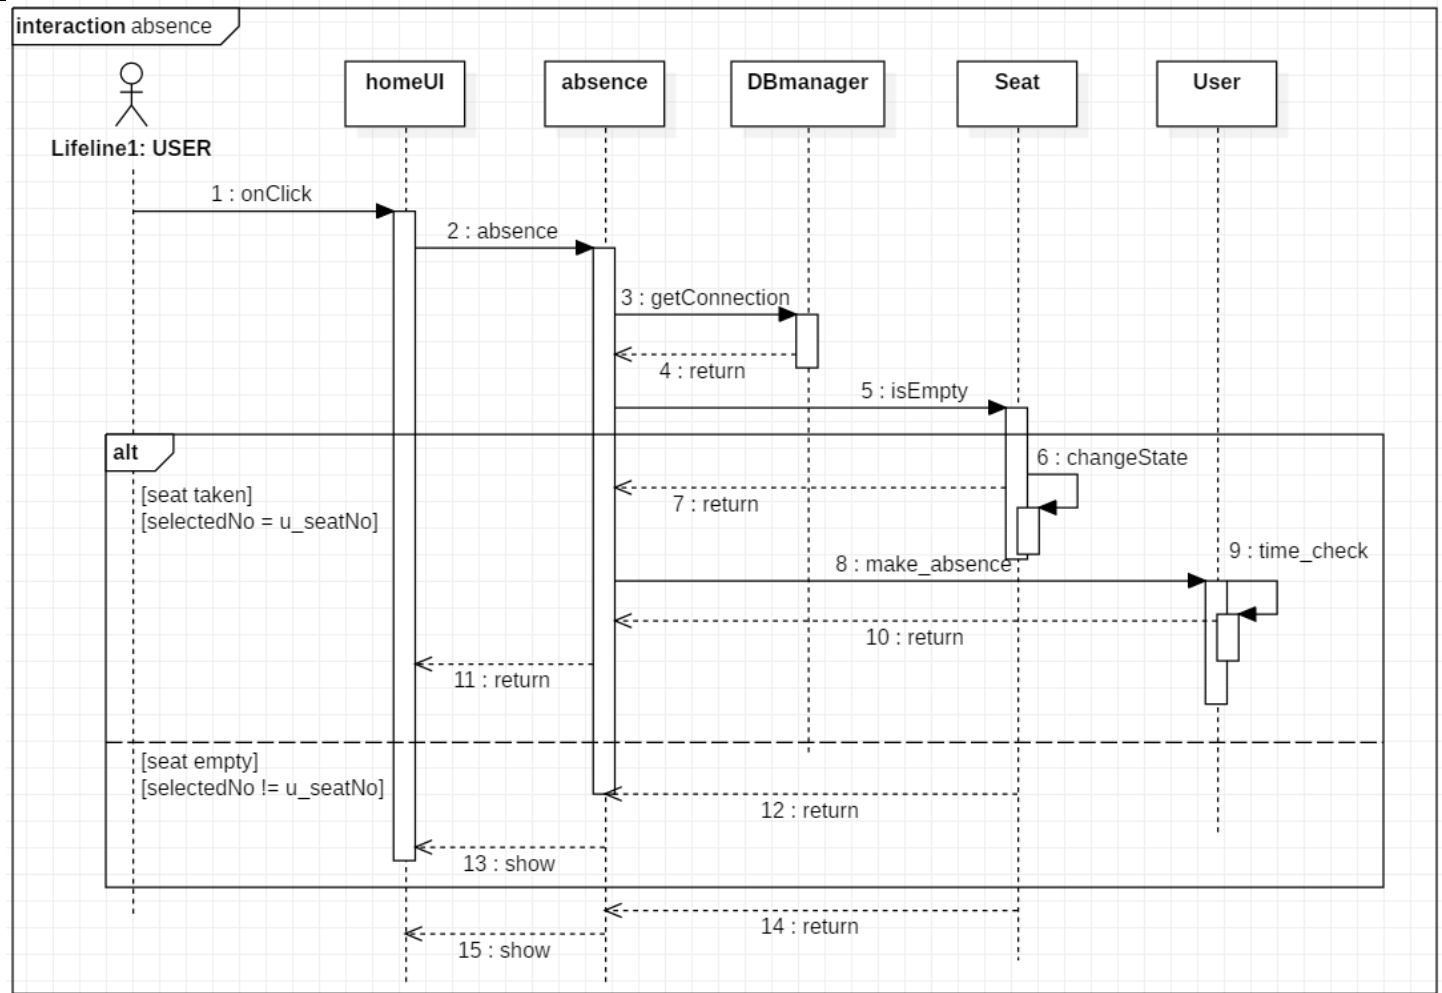 interaction absence
homeUI
absence
DBmanager
Seat
User
Lifeline1: USER
1 : onClick
2 : absence
3 : getConnection
4 : return
5 : isEmpty
alt
6 : changeState
[seat taken]
7 : return
[selectedNo = u_seatNo]
8 : make_absence
9 : time_check
10 : return
11 : return
[seat empty]
[selectedNo != u_seatNo]
12 : return
13 : show
14 : return
15 : show